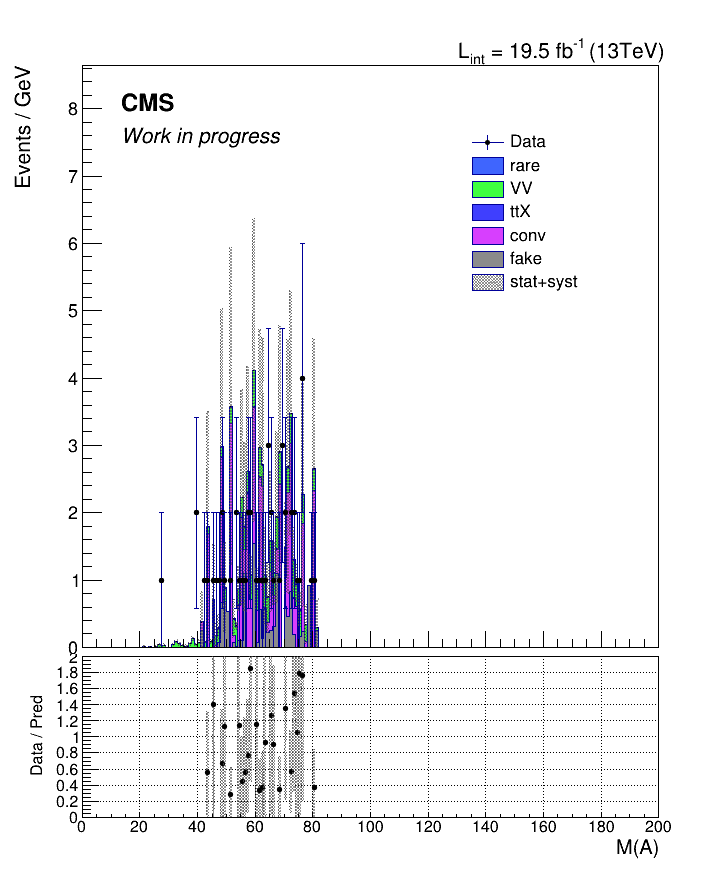 L_int = 19.5 fb^-1 (13TeV)
Events / GeV
CMS
Work in progress
Data
rare
VV
ttX
conv
fake
stat+syst
8
7
6
5
4
3
2
1
0
Data / Pred
2
1.8
1.6
1.4
1.2
1
0.8
0.6
0.4
0.2
0
0 20 40 60 80 100 120 140 160 180 200
M(A)